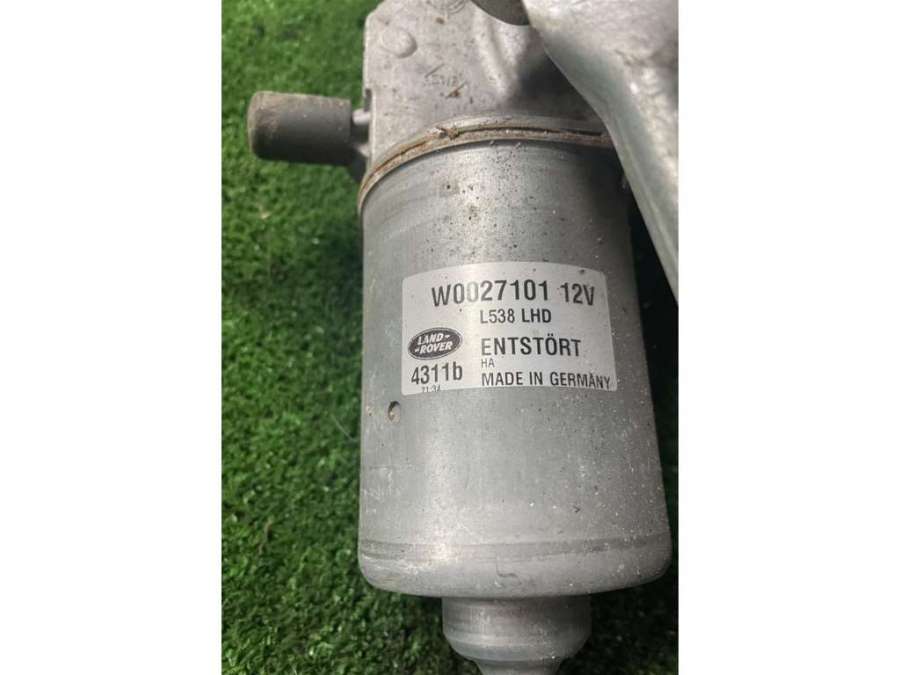 W0027101 12V
L538 LHD
LAND-
-ROVER
ENTSTÖRT
HA
4311b
MADE IN GERMANY